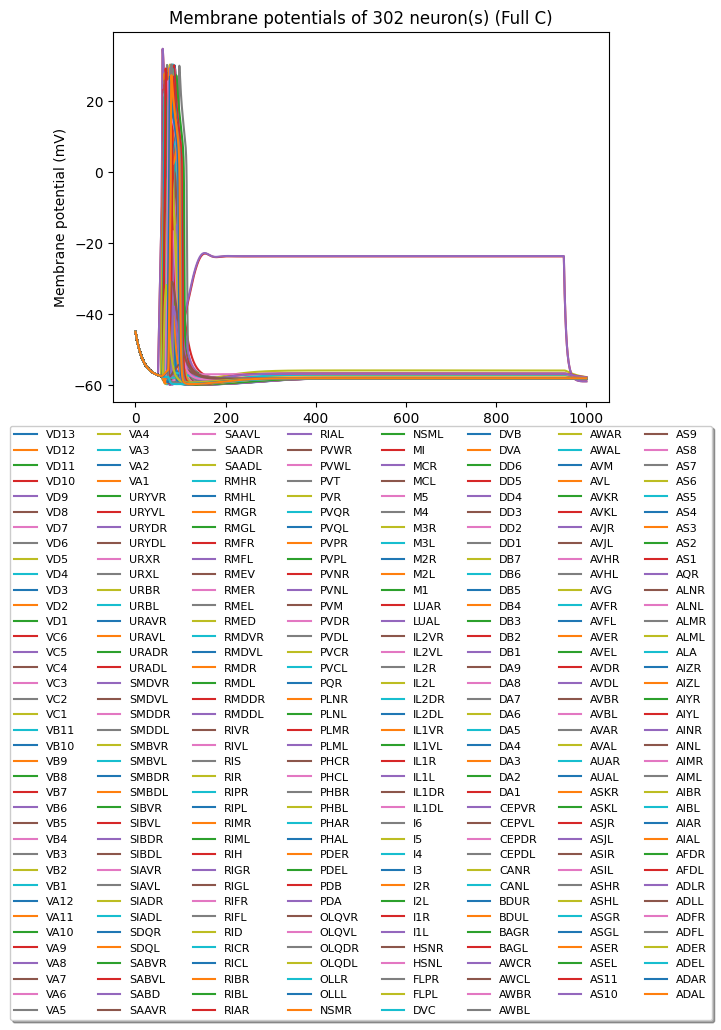 Membrane potentials of 302 neuron(s) (Full C)
Membrane potential (mV)
20
0
−20
−40
−60
0 200 400 600 800 1000
VD13 VA4 SAAVL RIAL NSML DVB AWAR AS9
VD12 VA3 SAADR PVWR MI DVA AWAL AS8
VD11 VA2 SAADL PVWL MCR DD6 AVM AS7
VD10 VA1 RMHR PVT MCL DD5 AVL AS6
VD9 URYVR RMHL PVR M5 DD4 AVKR AS5
VD8 URYVL RMGR PVQR M4 DD3 AVKL AS4
VD7 URYDR RMGL PVQL M3R DD2 AVJR AS3
VD6 URYDL RMFR PVPR M3L DD1 AVJL AS2
VD5 URXR RMFL PVPL M2R DB7 AVHR AS1
VD4 URXL RMEV PVNR M2L DB6 AVHL AQR
VD3 URBR RMER PVNL M1 DB5 AVG ALNR
VD2 URBL RMEL PVM LUAR DB4 AVFR ALNL
VD1 URAVR RMED PVDR LUAL DB3 AVFL ALMR
VC6 URAVL RMDVR PVDL IL2VR DB2 AVER ALML
VC5 URADR RMDVL PVCR IL2VL DB1 AVEL ALA
VC4 URADL RMDR PVCL IL2R DA9 AVDR AIZR
VC3 SMDVR RMDL PQR IL2L DA8 AVDL AIZL
VC2 SMDVL RMDDR PLNR IL2DR DA7 AVBR AIYR
VC1 SMDDR RMDDL PLNL IL2DL DA6 AVBL AIYL
VB11 SMDDL RIVR PLMR IL1VR DA5 AVAR AINR
VB10 SMBVR RIVL PLML IL1VL DA4 AVAL AINL
VB9 SMBVL RIS PHCR IL1R DA3 AUAR AIMR
VB8 SMBDR RIR PHCL IL1L DA2 AUAL AIML
VB7 SMBDL RIPR PHBR IL1DR DA1 ASKR AIBR
VB6 SIBVR RIPL PHBL IL1DL CEPVR ASKL AIBL
VB5 SIBVL RIMR PHAR I6 CEPVL ASJR AIAR
VB4 SIBDR RIML PHAL I5 CEPDR ASJL AIAL
VB3 SIBDL RIH PDER I4 CEPDL ASIR AFDR
VB2 SIAVR RIGR PDEL I3 CANR ASIL AFDL
VB1 SIAVL RIGL PDB I2R CANL ASHR ADLR
VA12 SIADR RIFR PDA I2L BDUR ASHL ADLL
VA11 SIADL RIFL OLQVR I1R BDUL ASGR ADFR
VA10 SDQR RID OLQVL I1L BAGR ASGL ADFL
VA9 SDQL RICR OLQDR HSNR BAGL ASER ADER
VA8 SABVR RICL OLQDL HSNL AWCR ASEL ADEL
VA7 SABVL RIBR OLLR FLPR AWCL AS11 ADAR
VA6 SABD RIBL OLLL FLPL AWBR AS10 ADAL
VA5 SAAVR RIAR NSMR DVC AWBL